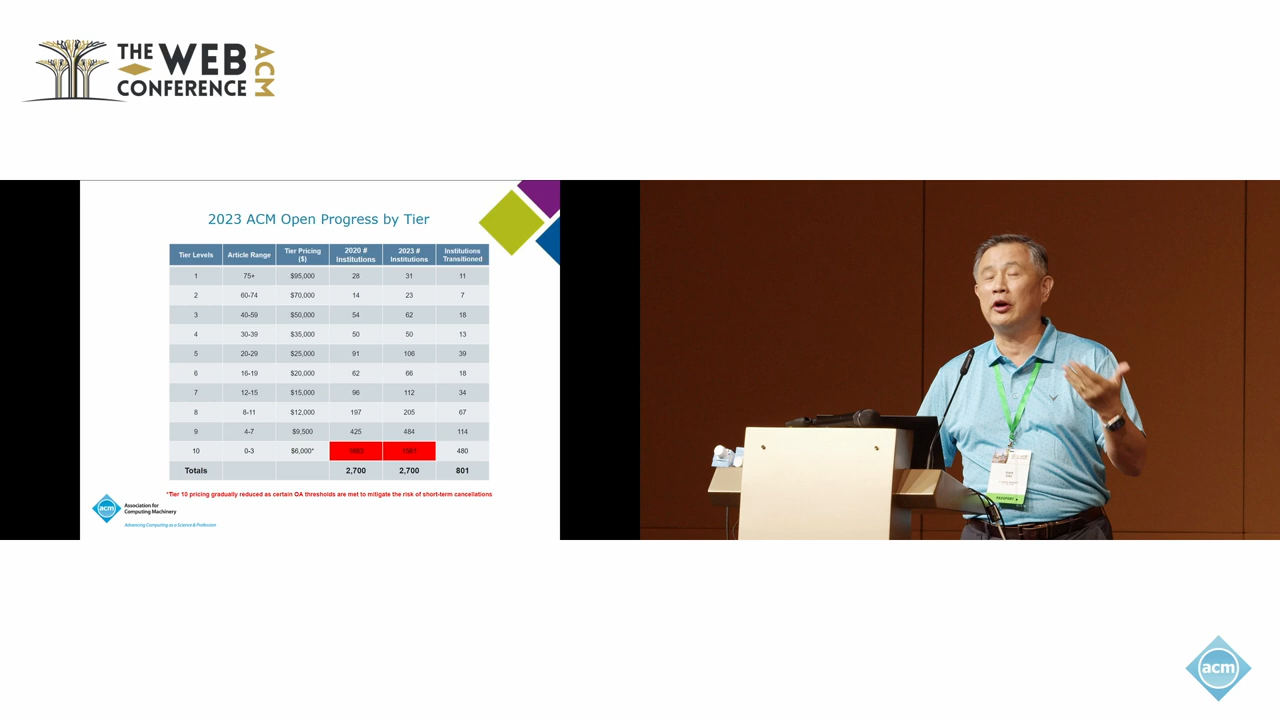 THE WEB CONFERENCE ACM
2023 ACM Open Progress by Tier
Tier Levels Article Range Tier Pricing ($) 2020 # Institutions 2023 # Institutions Institutions Transitioned
1 75+ $95,000 28 31 11
2 60-74 $70,000 14 23 7
3 40-59 $50,000 54 62 18
4 30-39 $35,000 50 50 13
5 20-29 $25,000 91 106 39
6 16-19 $20,000 62 66 18
7 12-15 $15,000 96 112 34
8 8-11 $12,000 197 205 67
9 4-7 $9,500 425 484 114
10 0-3 $6,000* 480
Totals 2,700 2,700 801
*Tier 10 pricing gradually reduced as certain OA thresholds are met to mitigate the risk of short-term cancellations
acm
Association for
Computing Machinery
Advancing Computing as a Science & Profession
acm